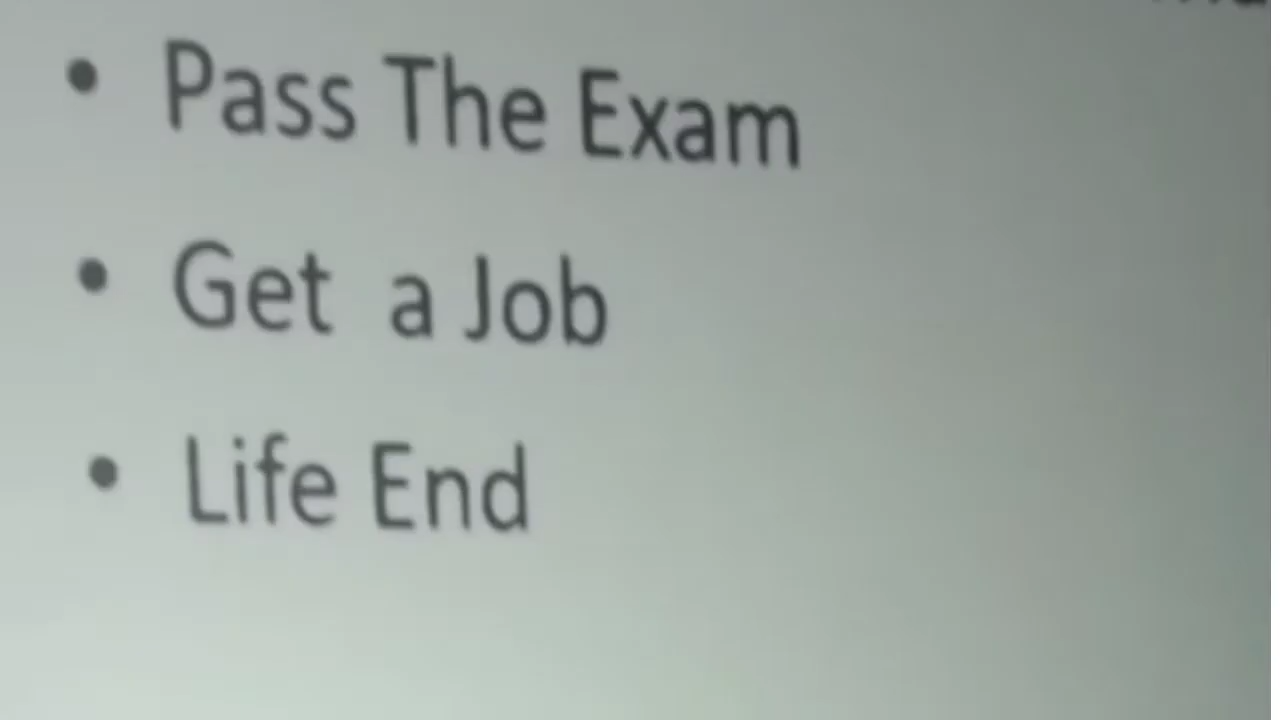 • Pass The Exam
• Get a Job
• Life End